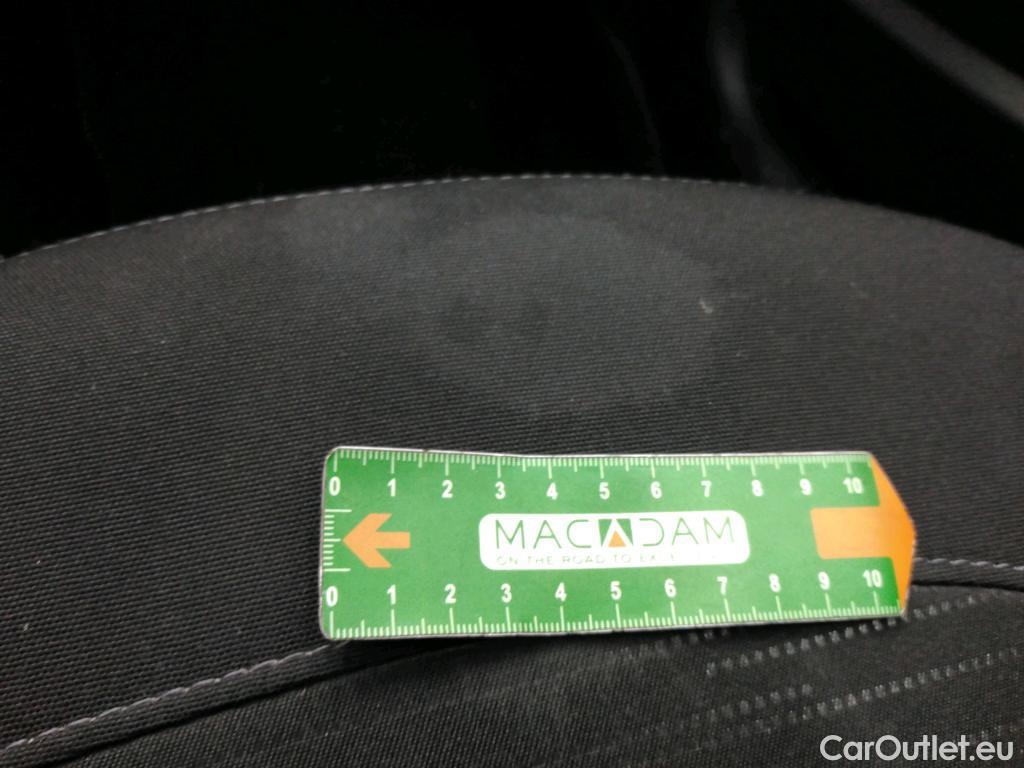 0 1 2 3 4 5 6 7 8 9 10
MACADAM
ON THE ROAD TO
0 1 2 3 4 5 6 7 8 9 10
CarOutlet.eu